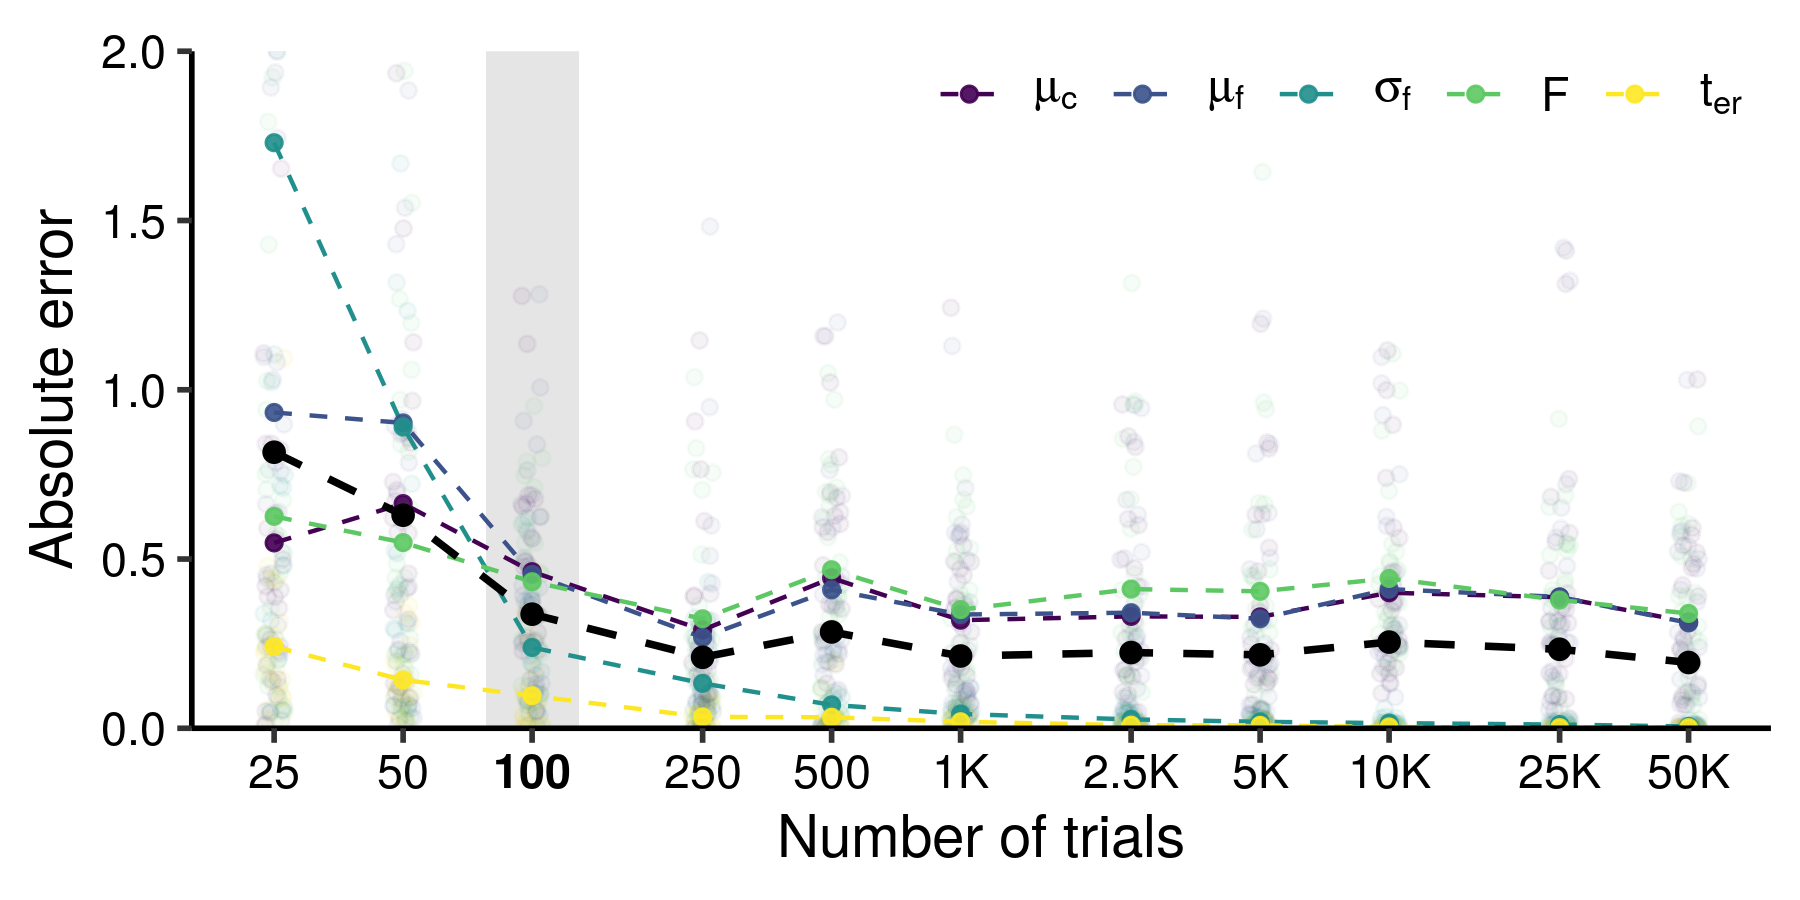 μc μf σf F ter
2.0
1.5
1.0
0.5
0.0
Absolute error
25 50 100 250 500 1K 2.5K 5K 10K 25K 50K
Number of trials